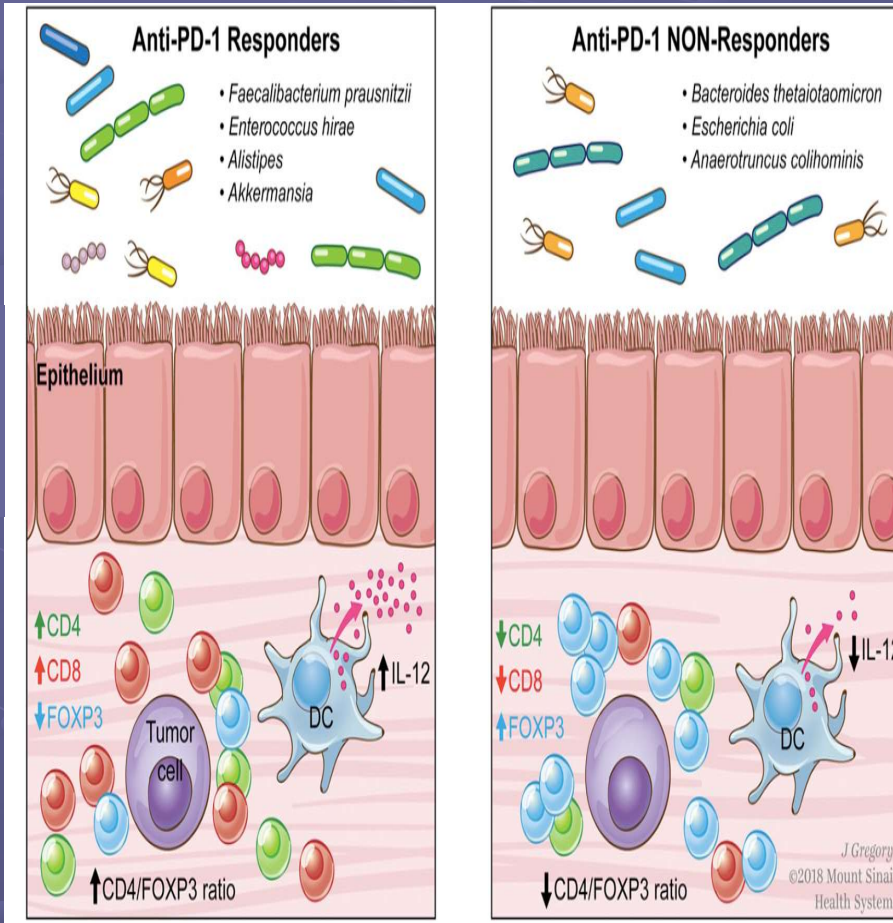 Anti-PD-1 Responders
• Faecalibacterium prausnitzii
• Enterococcus hirae
• Alistipes
• Akkermansia
Epithelium
↑CD4
↑CD8
↓FOXP3
Tumor
cell
DC
↑IL-12
↑CD4/FOXP3 ratio
Anti-PD-1 NON-Responders
• Bacteroides thetaiotaomicron
• Escherichia coli
• Anaerotruncus colihominis
↓CD4
↓CD8
↑FOXP3
DC
↓IL-12
↓CD4/FOXP3 ratio
J Gregory
©2018 Mount Sinai
Health System